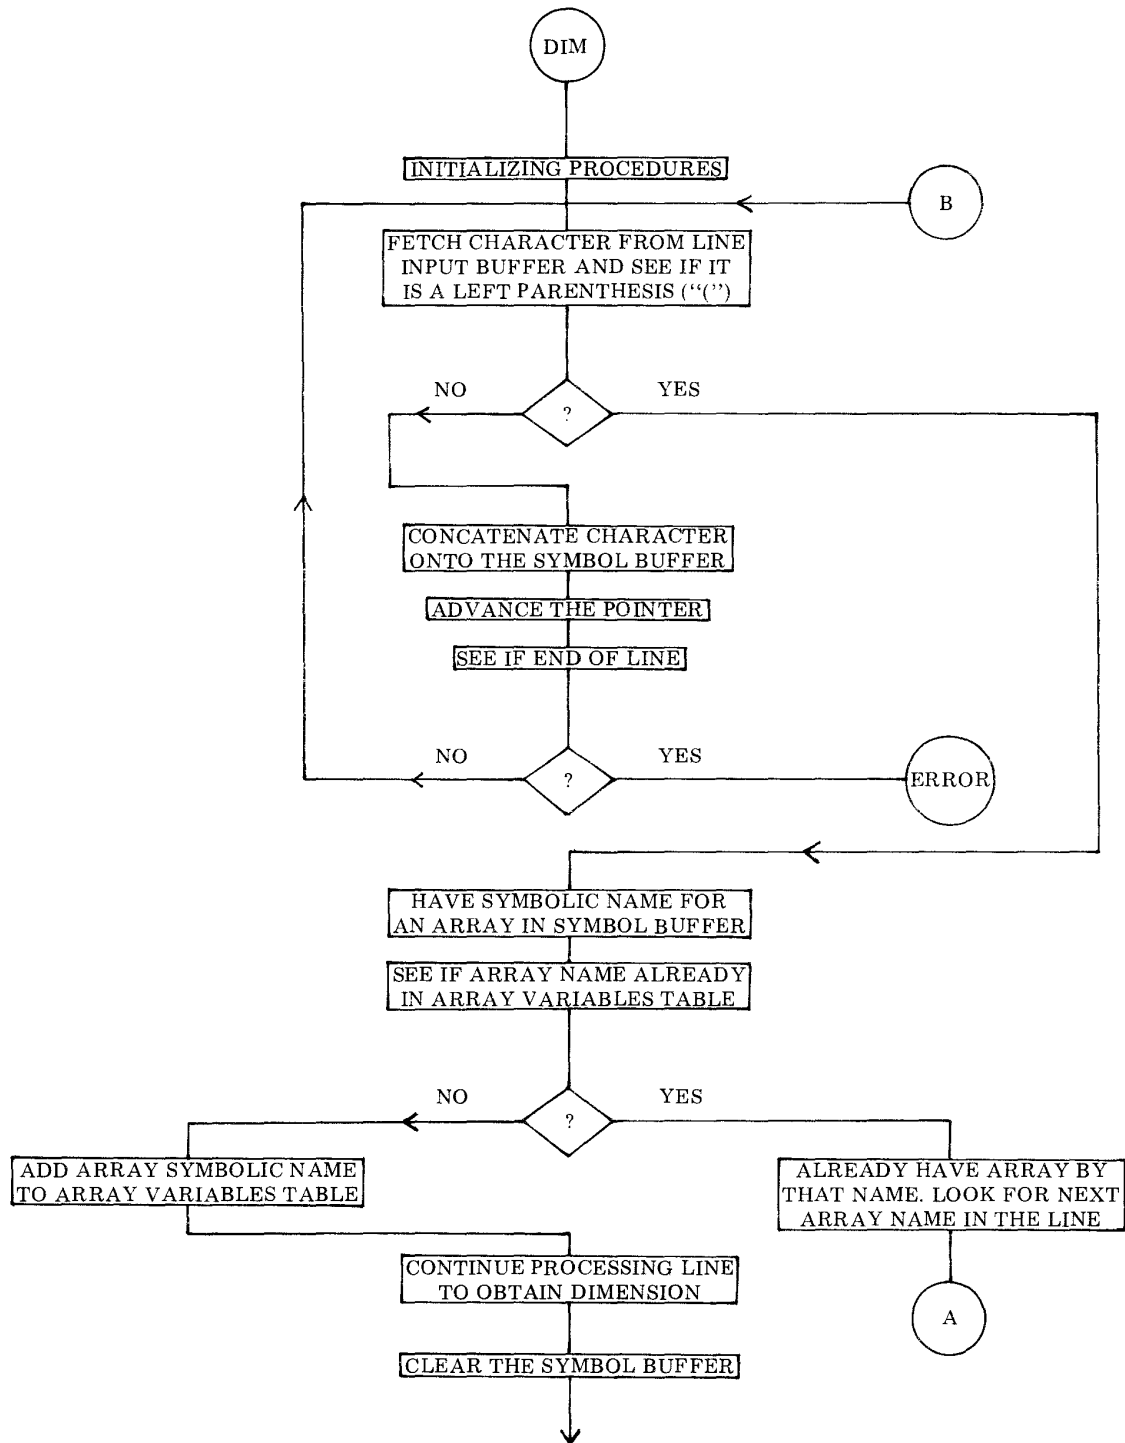 DIM
INITIALIZING PROCEDURES
B
FETCH CHARACTER FROM LINE
INPUT BUFFER AND SEE IF IT
IS A LEFT PARENTHESIS (“(”)
NO
YES
?
CONCATENATE CHARACTER
ONTO THE SYMBOL BUFFER
ADVANCE THE POINTER
SEE IF END OF LINE
NO
YES
?
ERROR
HAVE SYMBOLIC NAME FOR
AN ARRAY IN SYMBOL BUFFER
SEE IF ARRAY NAME ALREADY
IN ARRAY VARIABLES TABLE
NO
YES
?
ADD ARRAY SYMBOLIC NAME
TO ARRAY VARIABLES TABLE
ALREADY HAVE ARRAY BY
THAT NAME. LOOK FOR NEXT
ARRAY NAME IN THE LINE
CONTINUE PROCESSING LINE
TO OBTAIN DIMENSION
A
CLEAR THE SYMBOL BUFFER